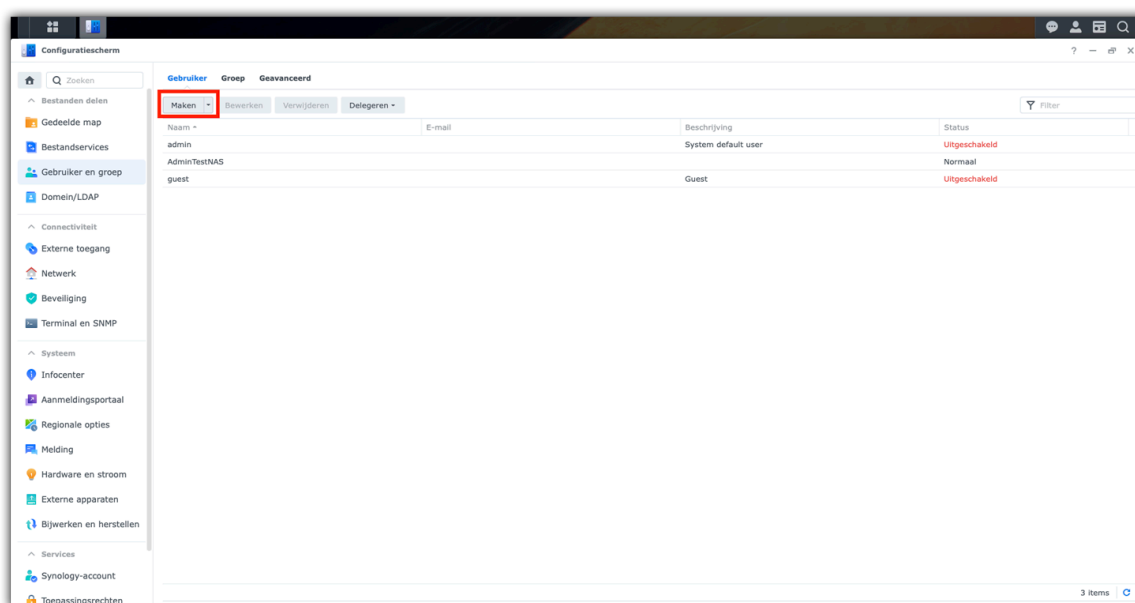 Configuratiescherm
Zoeken
Bestanden delen
Gedeelde map
Bestandservices
Gebruiker en groep
Domein/LDAP
Connectiviteit
Externe toegang
Netwerk
Beveiliging
Terminal en SNMP
Systeem
Infocenter
Aanmeldingsportaal
Regionale opties
Melding
Hardware en stroom
Externe apparaten
Bijwerken en herstellen
Services
Synology-account
Toepassingsrechten
Gebruiker Groep Geavanceerd
Maken Bewerken Verwijderen Delegeren Filter
Naam E-mail Beschrijving Status
admin System default user Uitgeschakeld
AdminTestNAS Normaal
guest Guest Uitgeschakeld
3 items